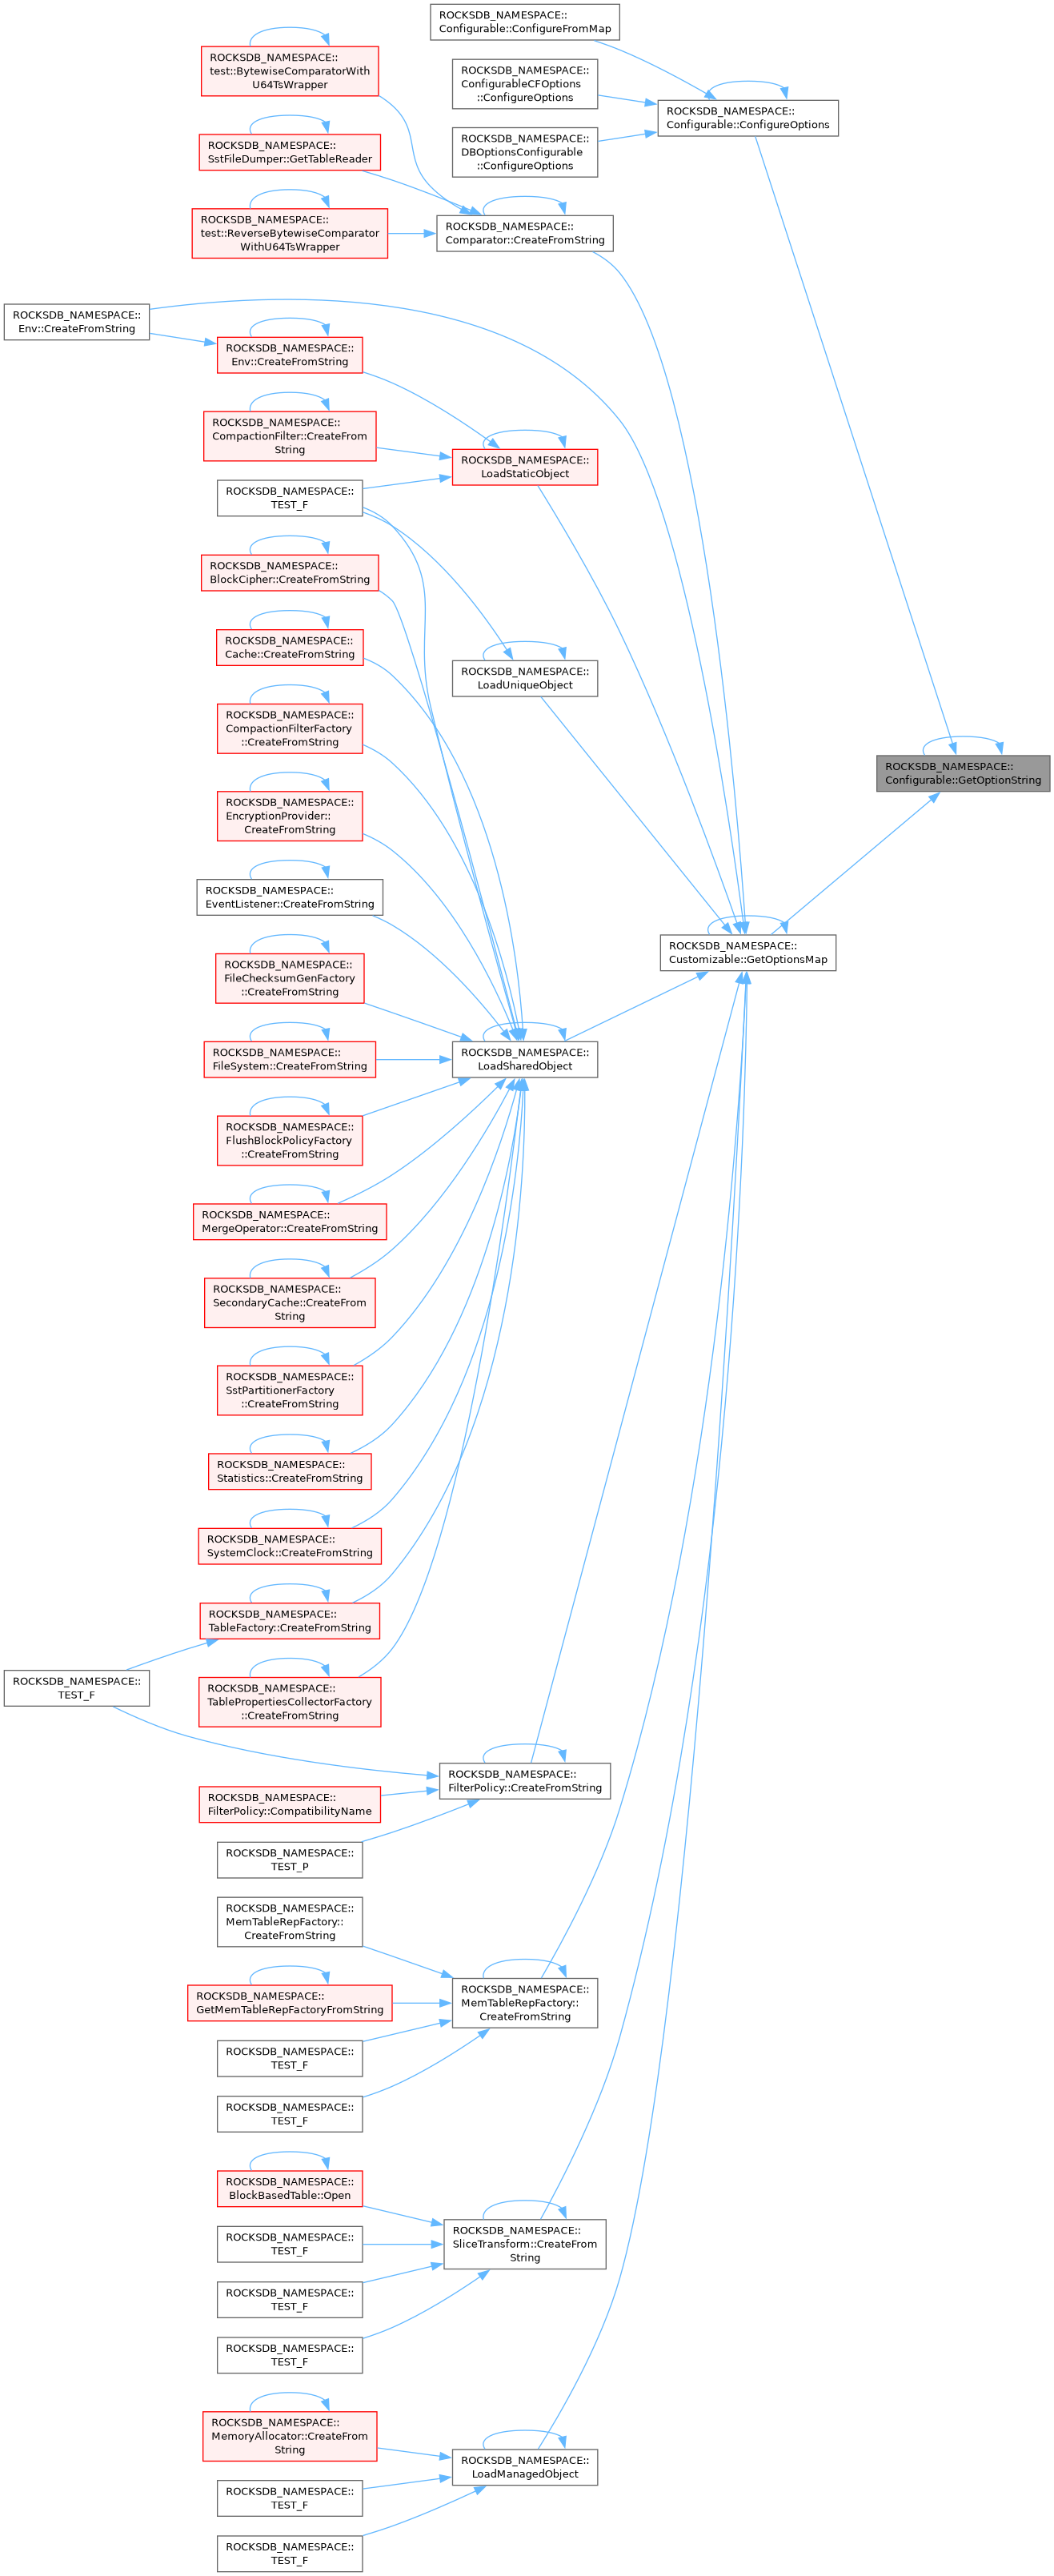 ROCKSDB_NAMESPACE::
Configurable::ConfigureFromMap
ROCKSDB_NAMESPACE::
test::BytewiseComparatorWith
U64TsWrapper
ROCKSDB_NAMESPACE::
ConfigurableCFOptions
::ConfigureOptions
ROCKSDB_NAMESPACE::
Configurable::ConfigureOptions
ROCKSDB_NAMESPACE::
DBOptionsConfigurable
::ConfigureOptions
ROCKSDB_NAMESPACE::
SstFileDumper::GetTableReader
ROCKSDB_NAMESPACE::
test::ReverseBytewiseComparator
WithU64TsWrapper
ROCKSDB_NAMESPACE::
Comparator::CreateFromString
ROCKSDB_NAMESPACE::
Env::CreateFromString
ROCKSDB_NAMESPACE::
Env::CreateFromString
ROCKSDB_NAMESPACE::
CompactionFilter::CreateFrom
String
ROCKSDB_NAMESPACE::
LoadStaticObject
ROCKSDB_NAMESPACE::
TEST_F
ROCKSDB_NAMESPACE::
BlockCipher::CreateFromString
ROCKSDB_NAMESPACE::
Cache::CreateFromString
ROCKSDB_NAMESPACE::
LoadUniqueObject
ROCKSDB_NAMESPACE::
CompactionFilterFactory
::CreateFromString
ROCKSDB_NAMESPACE::
Configurable::GetOptionString
ROCKSDB_NAMESPACE::
EncryptionProvider::
CreateFromString
ROCKSDB_NAMESPACE::
EventListener::CreateFromString
ROCKSDB_NAMESPACE::
Customizable::GetOptionsMap
ROCKSDB_NAMESPACE::
FileChecksumGenFactory
::CreateFromString
ROCKSDB_NAMESPACE::
FileSystem::CreateFromString
ROCKSDB_NAMESPACE::
LoadSharedObject
ROCKSDB_NAMESPACE::
FlushBlockPolicyFactory
::CreateFromString
ROCKSDB_NAMESPACE::
MergeOperator::CreateFromString
ROCKSDB_NAMESPACE::
SecondaryCache::CreateFrom
String
ROCKSDB_NAMESPACE::
SstPartitionerFactory
::CreateFromString
ROCKSDB_NAMESPACE::
Statistics::CreateFromString
ROCKSDB_NAMESPACE::
SystemClock::CreateFromString
ROCKSDB_NAMESPACE::
TableFactory::CreateFromString
ROCKSDB_NAMESPACE::
TEST_F
ROCKSDB_NAMESPACE::
TablePropertiesCollectorFactory
::CreateFromString
ROCKSDB_NAMESPACE::
FilterPolicy::CreateFromString
ROCKSDB_NAMESPACE::
FilterPolicy::CompatibilityName
ROCKSDB_NAMESPACE::
TEST_P
ROCKSDB_NAMESPACE::
MemTableRepFactory::
CreateFromString
ROCKSDB_NAMESPACE::
GetMemTableRepFactoryFromString
ROCKSDB_NAMESPACE::
MemTableRepFactory::
CreateFromString
ROCKSDB_NAMESPACE::
TEST_F
ROCKSDB_NAMESPACE::
TEST_F
ROCKSDB_NAMESPACE::
BlockBasedTable::Open
ROCKSDB_NAMESPACE::
TEST_F
ROCKSDB_NAMESPACE::
SliceTransform::CreateFrom
String
ROCKSDB_NAMESPACE::
TEST_F
ROCKSDB_NAMESPACE::
TEST_F
ROCKSDB_NAMESPACE::
MemoryAllocator::CreateFrom
String
ROCKSDB_NAMESPACE::
LoadManagedObject
ROCKSDB_NAMESPACE::
TEST_F
ROCKSDB_NAMESPACE::
TEST_F